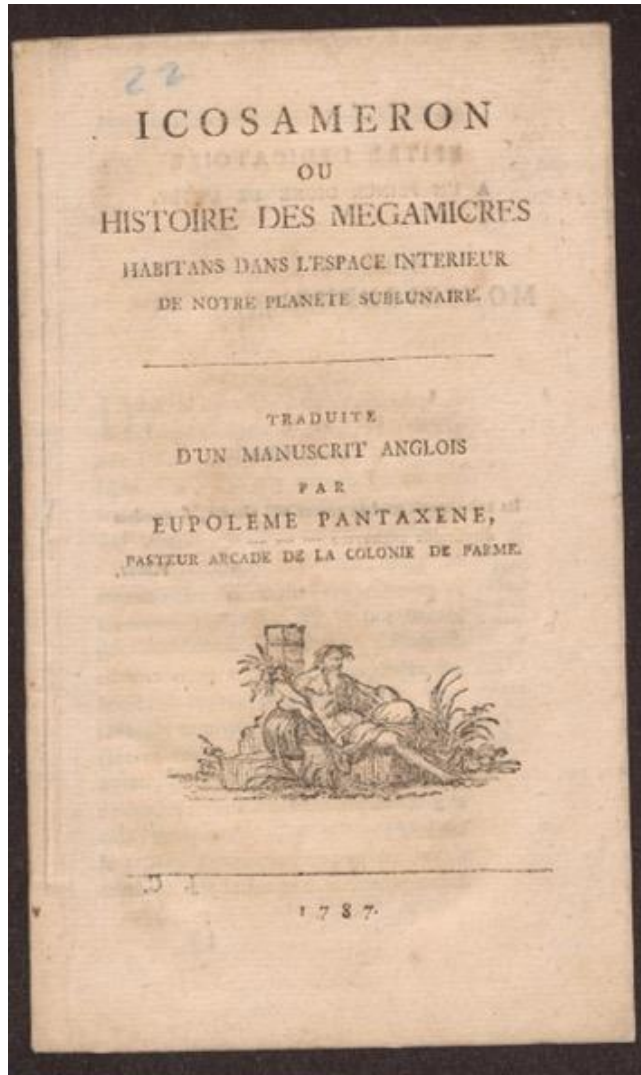 22
ICOSAMERON
OU
HISTOIRE DES MEGAMICRES
HABITANS DANS L'ESPACE INTERIEUR
DE NOTRE PLANETE SUBLUNAIRE.
TRADUITE
D'UN MANUSCRIT ANGLOIS
PAR
EUPOLEME PANTAXENE,
PASTEUR ARCADE DE LA COLONIE DE PARME.
1787.